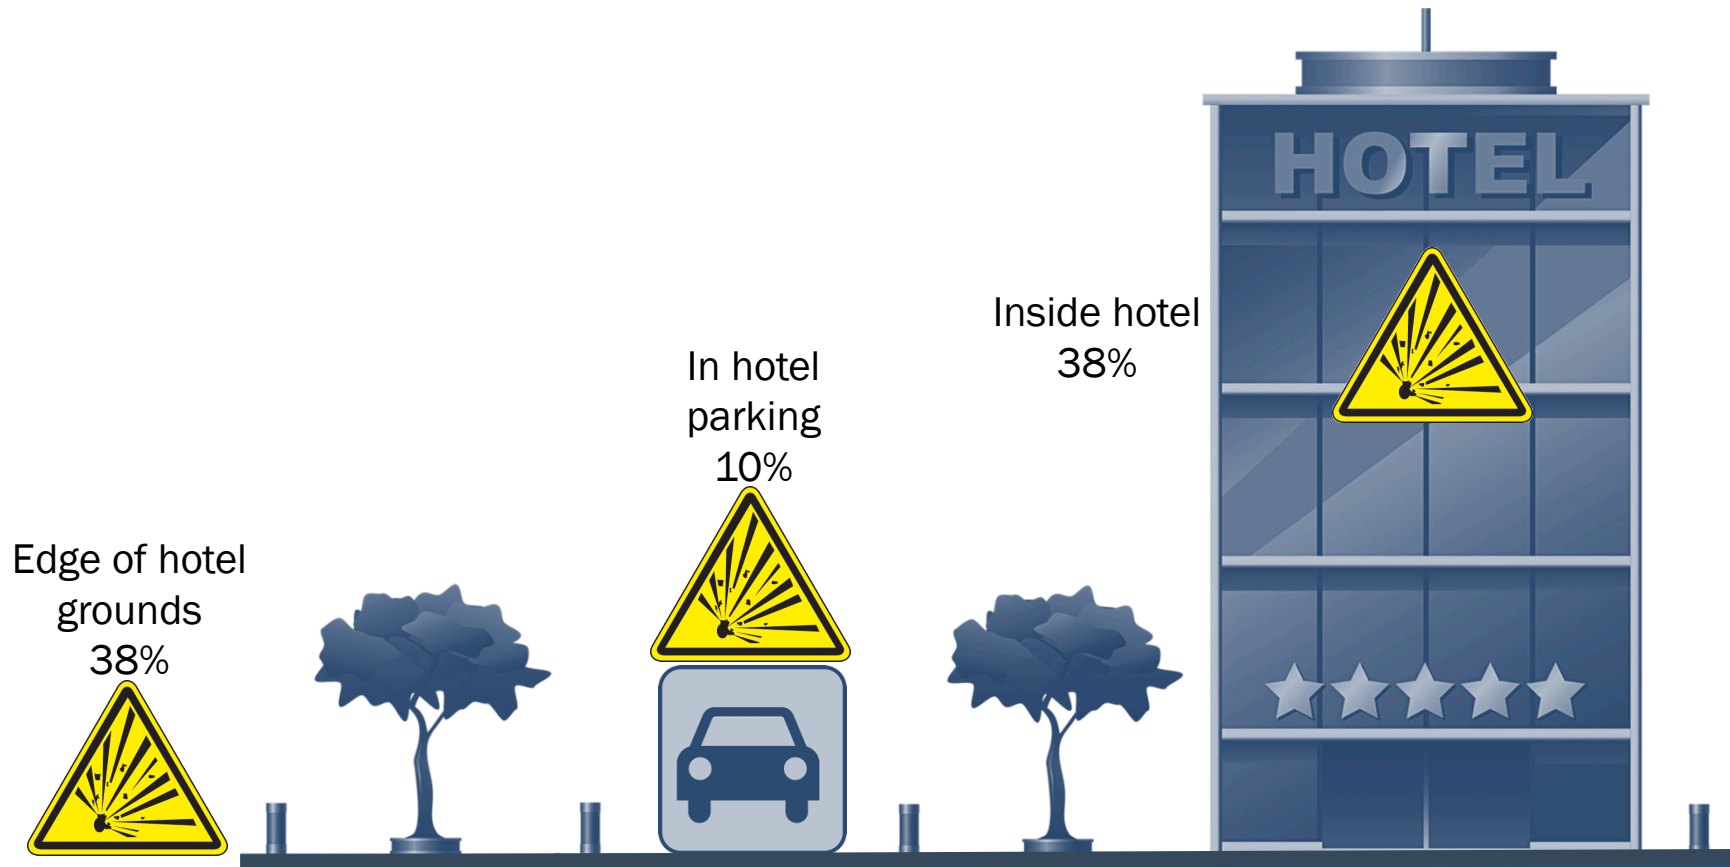 HOTEL
Inside hotel
38%
In hotel
parking
10%
Edge of hotel
grounds
38%